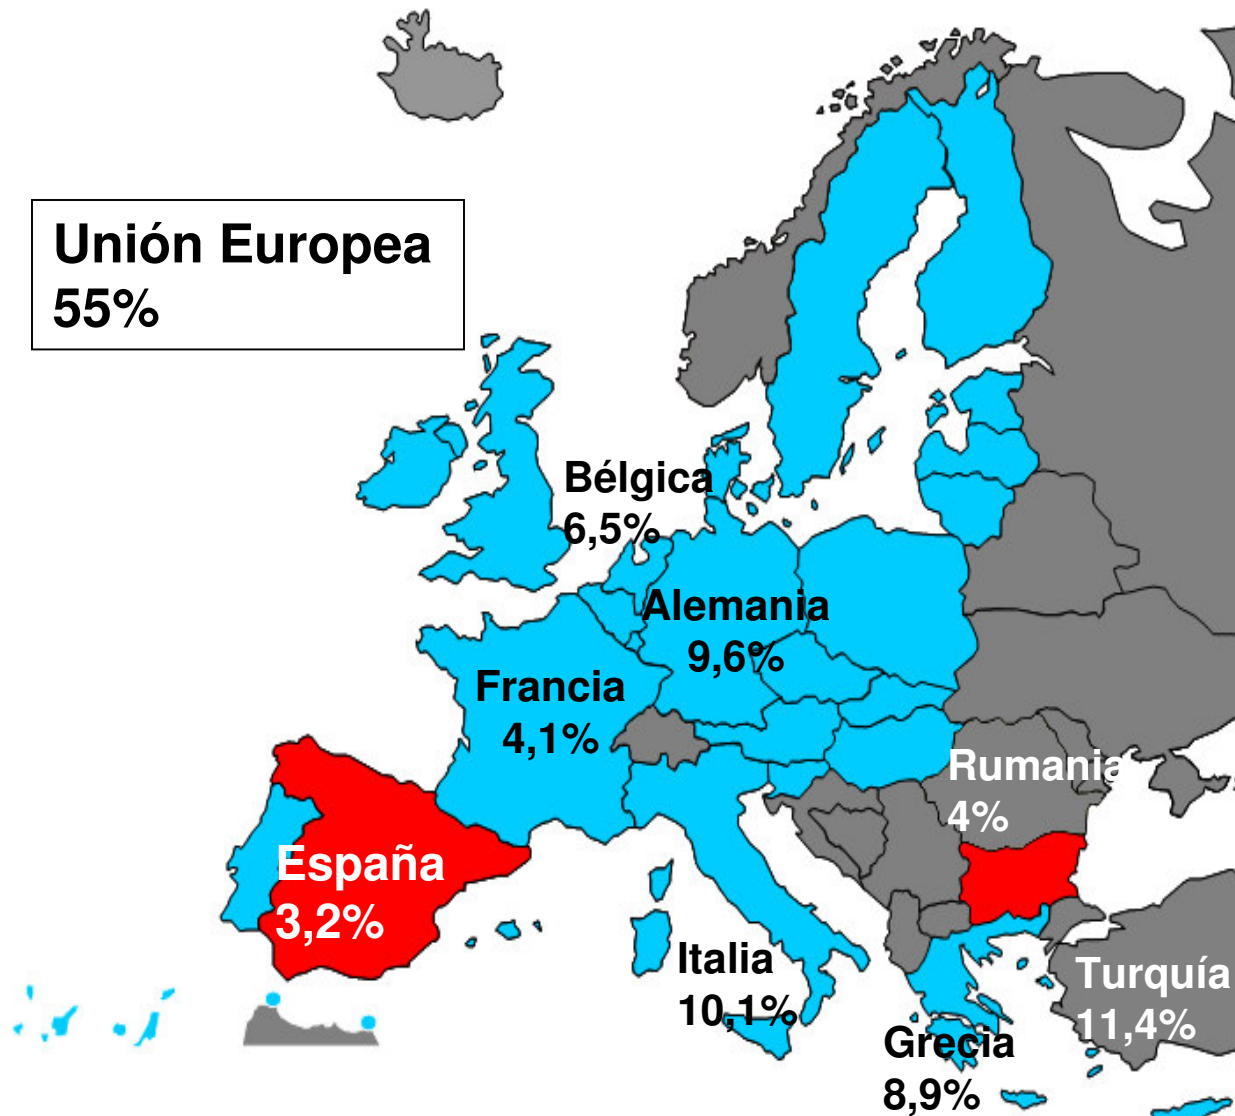 Unión Europea
55%
Bélgica
6,5%
Alemania
9,6%
Francia
4,1%
Rumania
4%
España
3,2%
Italia
10,1%
Turquía
11,4%
Grecia
8,9%